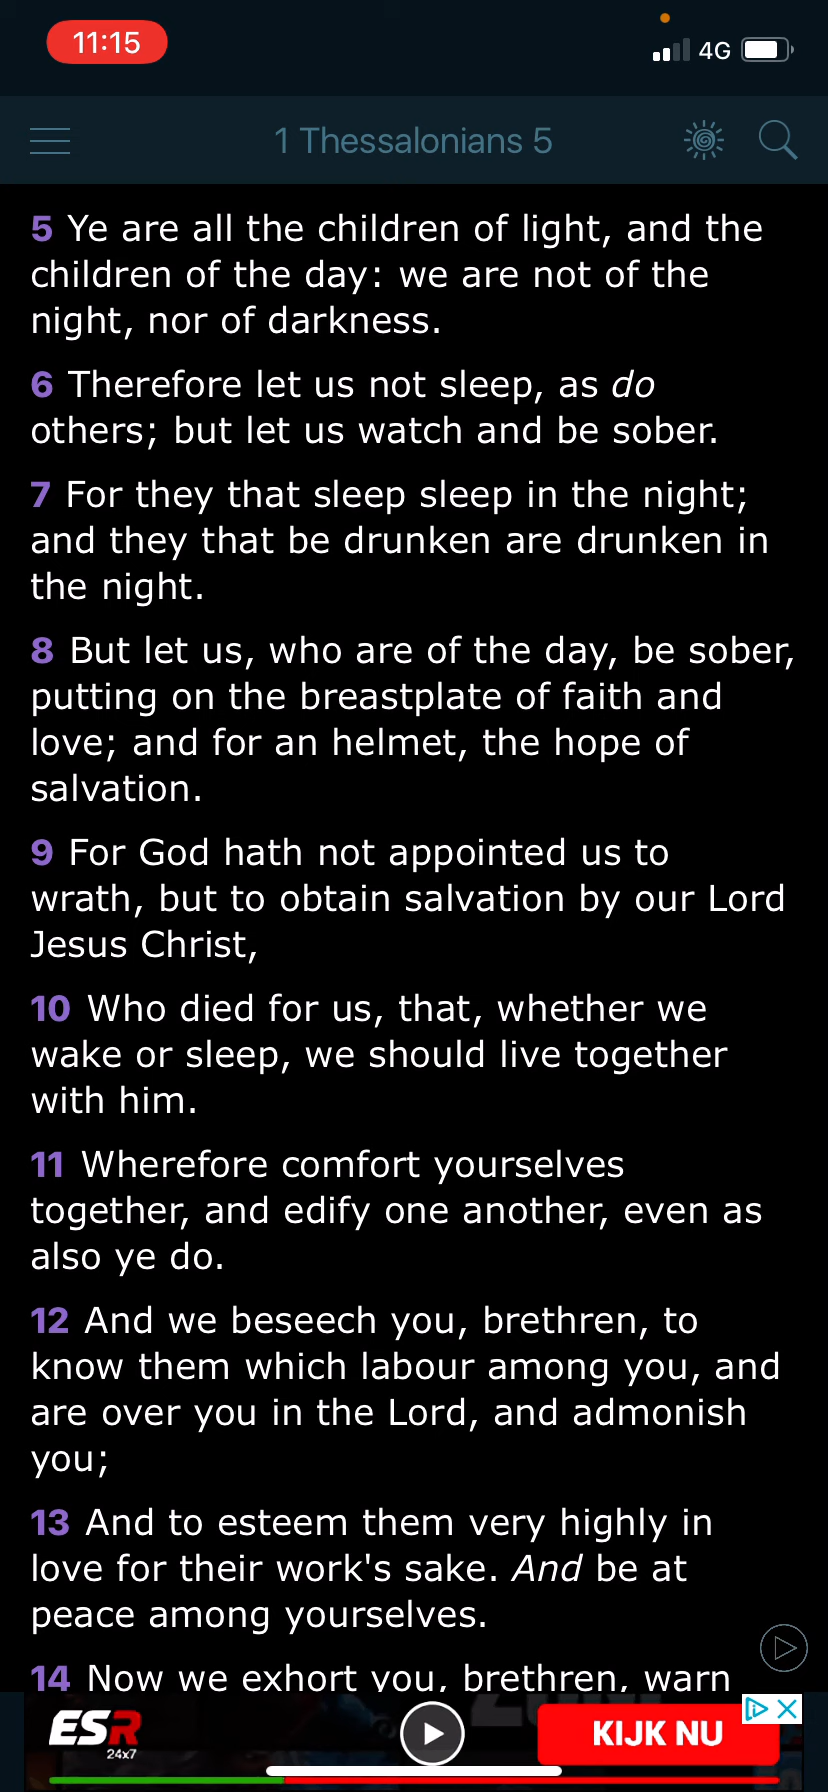 11:15
4G
1 Thessalonians 5
5 Ye are all the children of light, and the
children of the day: we are not of the
night, nor of darkness.
6 Therefore let us not sleep, as do
others; but let us watch and be sober.
7 For they that sleep sleep in the night;
and they that be drunken are drunken in
the night.
8 But let us, who are of the day, be sober,
putting on the breastplate of faith and
love; and for an helmet, the hope of
salvation.
9 For God hath not appointed us to
wrath, but to obtain salvation by our Lord
Jesus Christ,
10 Who died for us, that, whether we
wake or sleep, we should live together
with him.
11 Wherefore comfort yourselves
together, and edify one another, even as
also ye do.
12 And we beseech you, brethren, to
know them which labour among you, and
are over you in the Lord, and admonish
you;
13 And to esteem them very highly in
love for their work's sake. And be at
peace among yourselves.
14 Now we exhort you, brethren, warn
ESR
24x7
KIJK NU